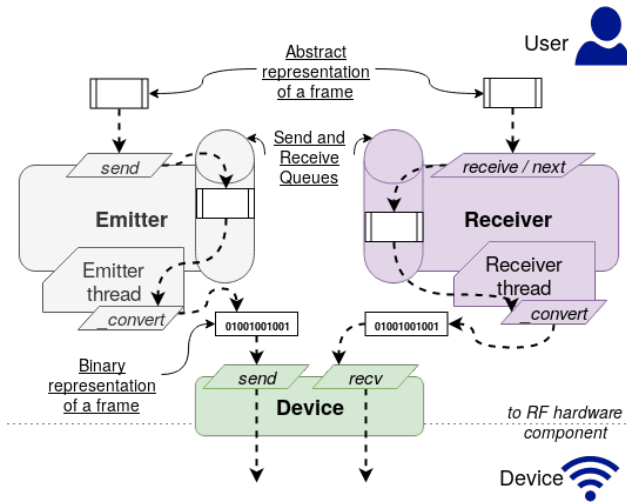 User
Abstract
representation
of a frame
Send and
Receive
Queues
send
receive / next
Emitter
Receiver
Emitter
thread
Receiver
thread
_convert
_convert
01001001001
01001001001
Binary
representation
of a frame
send
recv
Device
to RF hardware
component
Device